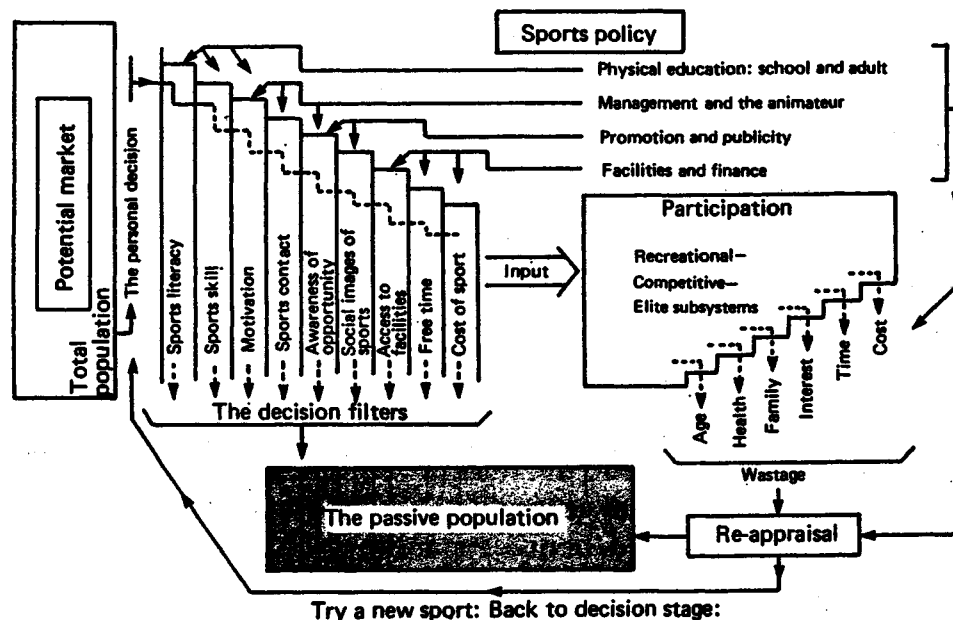 Sports policy
Physical education: school and adult
Management and the animateur
Promotion and publicity
Facilities and finance
Total
population
Potential market
The personal decision
Sports literacy
Sports skill
Motivation
Sports contact
Awareness of
opportunity
Social images of
sports
Access to
facilities
Free time
Cost of sport
The decision filters
Input
Participation
Recreational—
Competitive—
Elite subsystems
Age
Health
Family
Interest
Time
Cost
Wastage
The passive population
Re-appraisal
Try a new sport: Back to decision stage: